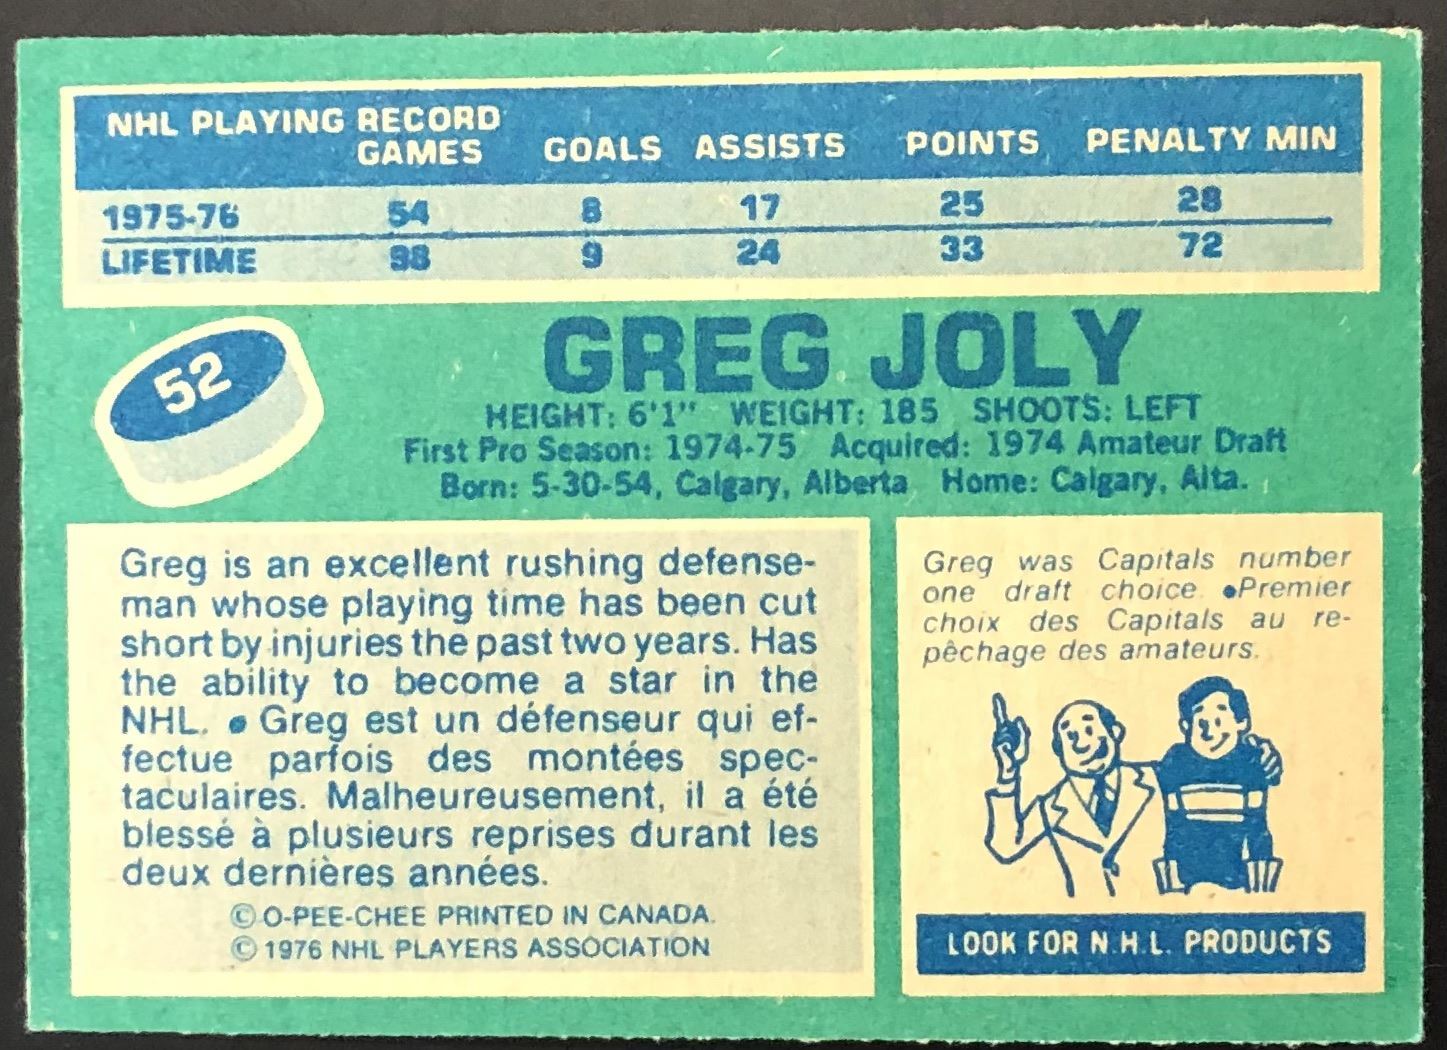 NHL PLAYING RECORD
GAMES GOALS ASSISTS POINTS PENALTY MIN
1975-76 54 8 17 25 28
LIFETIME 98 9 24 33 72
52
GREG JOLY
HEIGHT: 6'1" WEIGHT: 185 SHOOTS: LEFT
First Pro Season: 1974-75 Acquired: 1974 Amateur Draft
Born: 5-30-54, Calgary, Alberta Home: Calgary, Alta.
Greg is an excellent rushing defense-
man whose playing time has been cut
short by injuries the past two years. Has
the ability to become a star in the
NHL. • Greg est un défenseur qui ef-
fectue parfois des montées spec-
taculaires. Malheureusement, il a été
blessé à plusieurs reprises durant les
deux dernières années.
© O-PEE-CHEE PRINTED IN CANADA.
© 1976 NHL PLAYERS ASSOCIATION
Greg was Capitals number
one draft choice. •Premier
choix des Capitals au re-
pêchage des amateurs.
LOOK FOR N.H.L. PRODUCTS